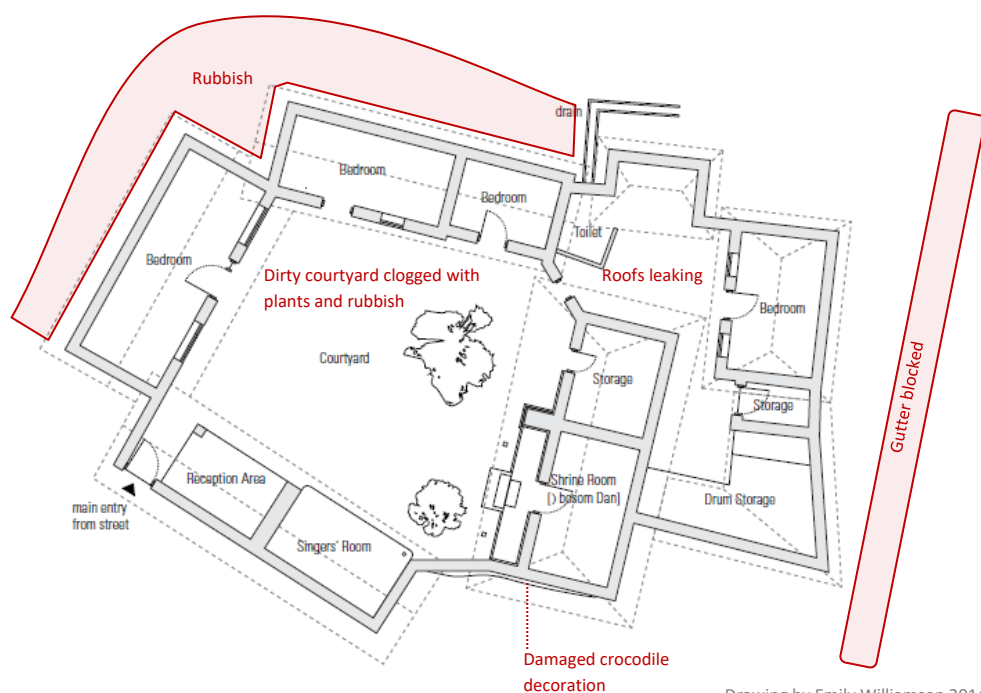 Rubbish
drain
Bedroom
Bedroom
Toilet
Bedroom
Dirty courtyard clogged with
plants and rubbish
Roofs leaking
Bedroom
Courtyard
Storage
Storage
Gutter blocked
Reception Area
Shrine Room
[Ɔ bosom Dan]
Drum Storage
main entry
from street
Singers' Room
Damaged crocodile
decoration
Drawing by Emily Williamson